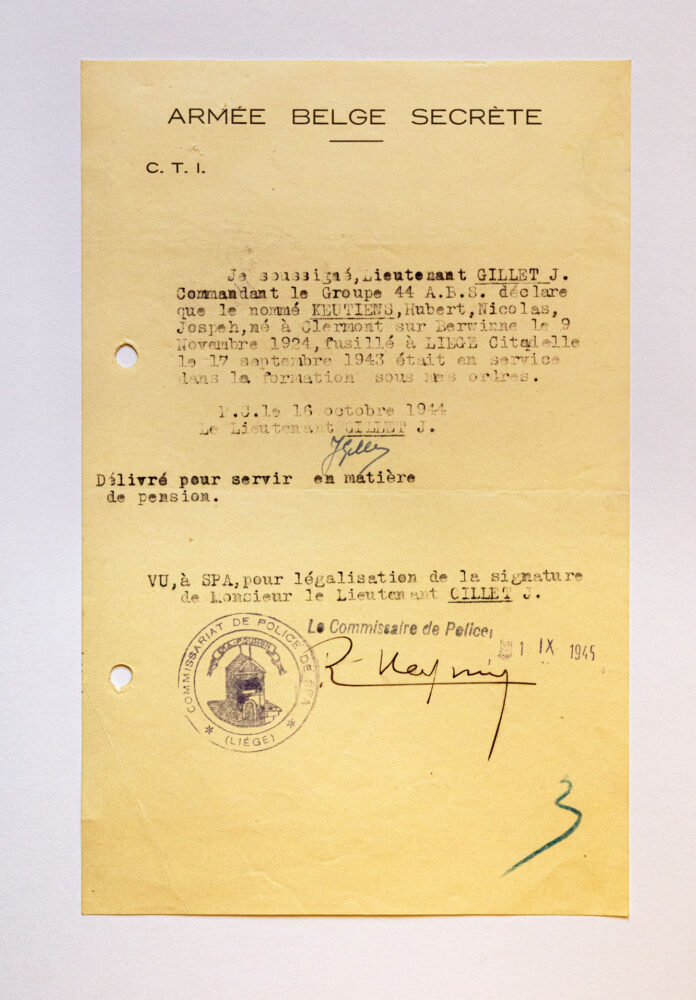 ARMÉE BELGE SECRÈTE
C. T. I.
Je soussigné,Lieutenant GILLET J.
Commandant le Groupe 44 A.B.S. déclare
que le nommé KEUTIENS,Hubert,Nicolas,
Jospeh,né à Clermont sur Berwinne le 9
Novembre 1924,fusillé à LIEGE Citadelle
le 17 septembre 1943 était en service
dans la formation sous mes ordres.
P.C.le 16 octobre 1944
Le Lieutenant GILLET J.
JGillet
Délivré pour servir en matière
de pension.
VU,à SPA,pour légalisation de la signature
de Monsieur le Lieutenant GILLET J.
Le Commissaire de Police,
1 IX 1945
COMMISSARIAT DE POLICE DE SPA
(LIÉGE)
3